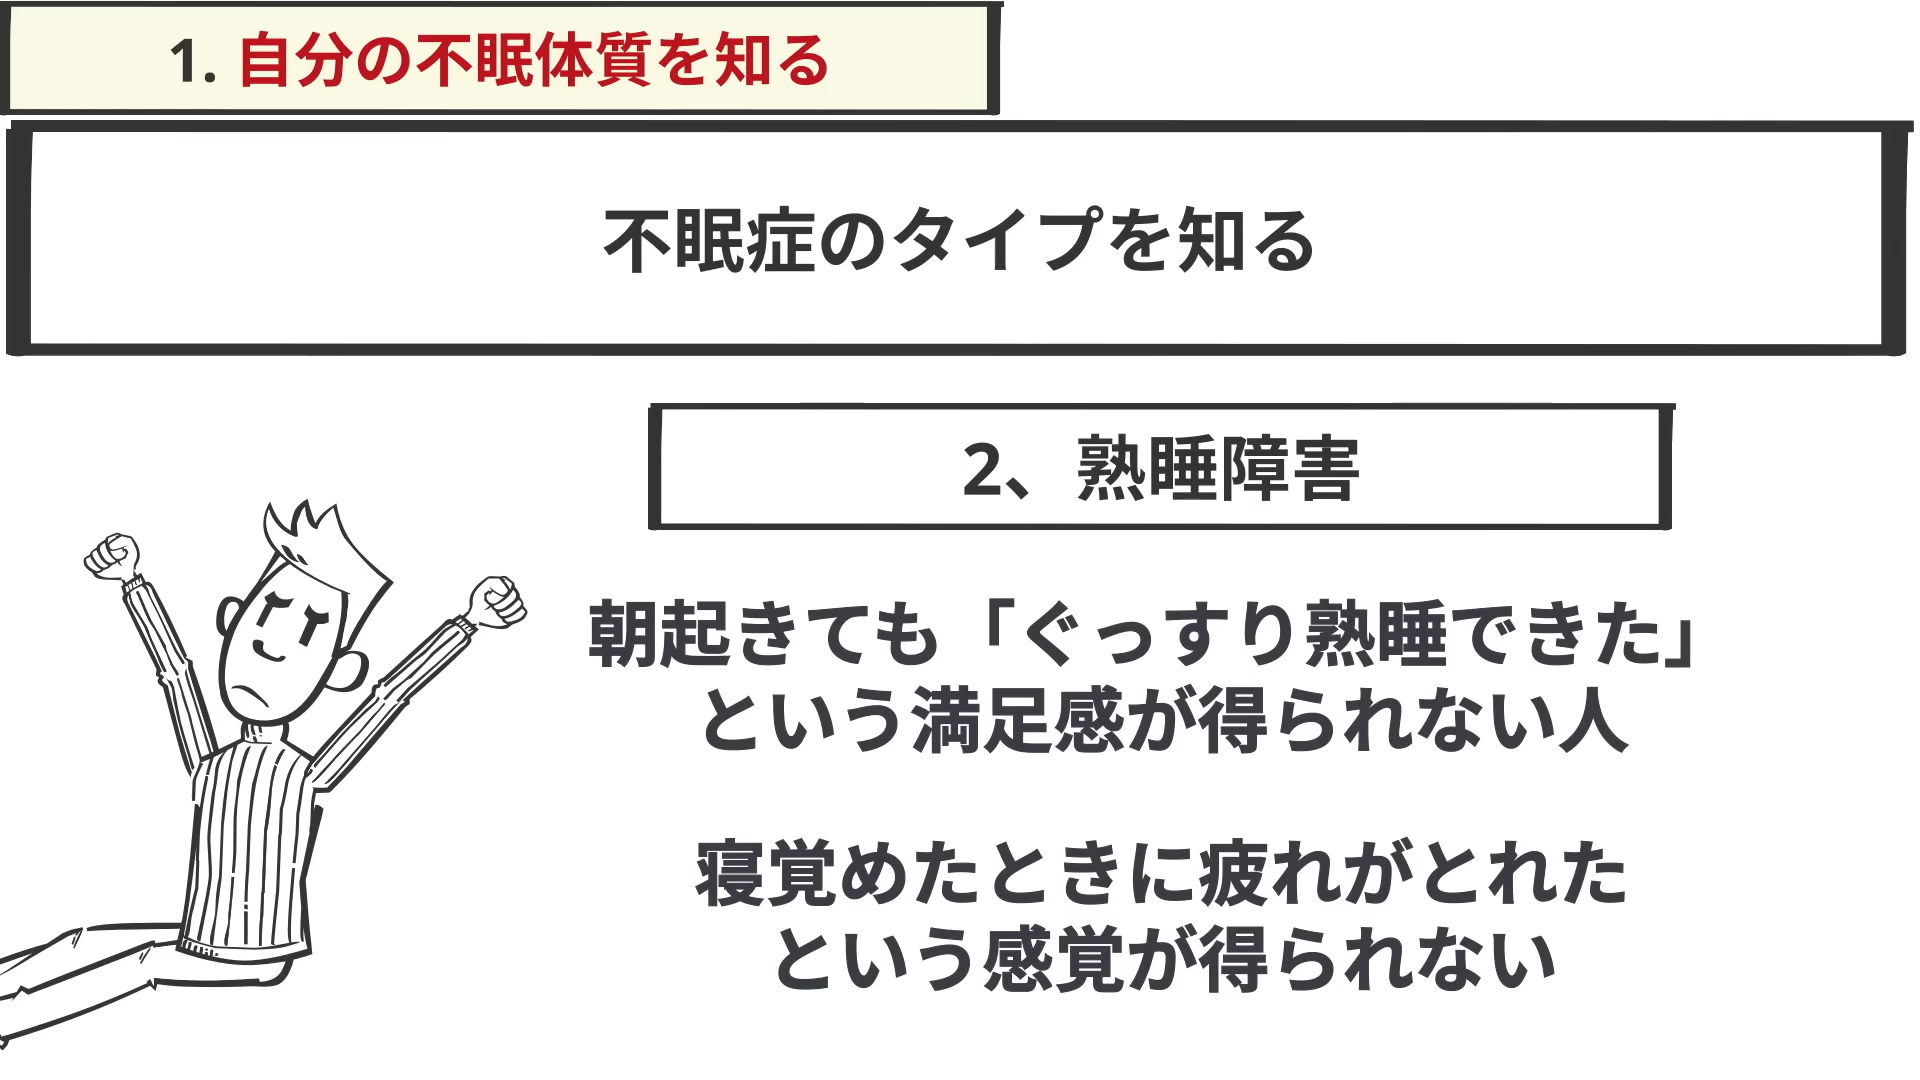 1. 自分の不眠体質を知る
不眠症のタイプを知る
2、熟睡障害
朝起きても「ぐっすり熟睡できた」
という満足感が得られない人
寝覚めたときに疲れがとれた
という感覚が得られない